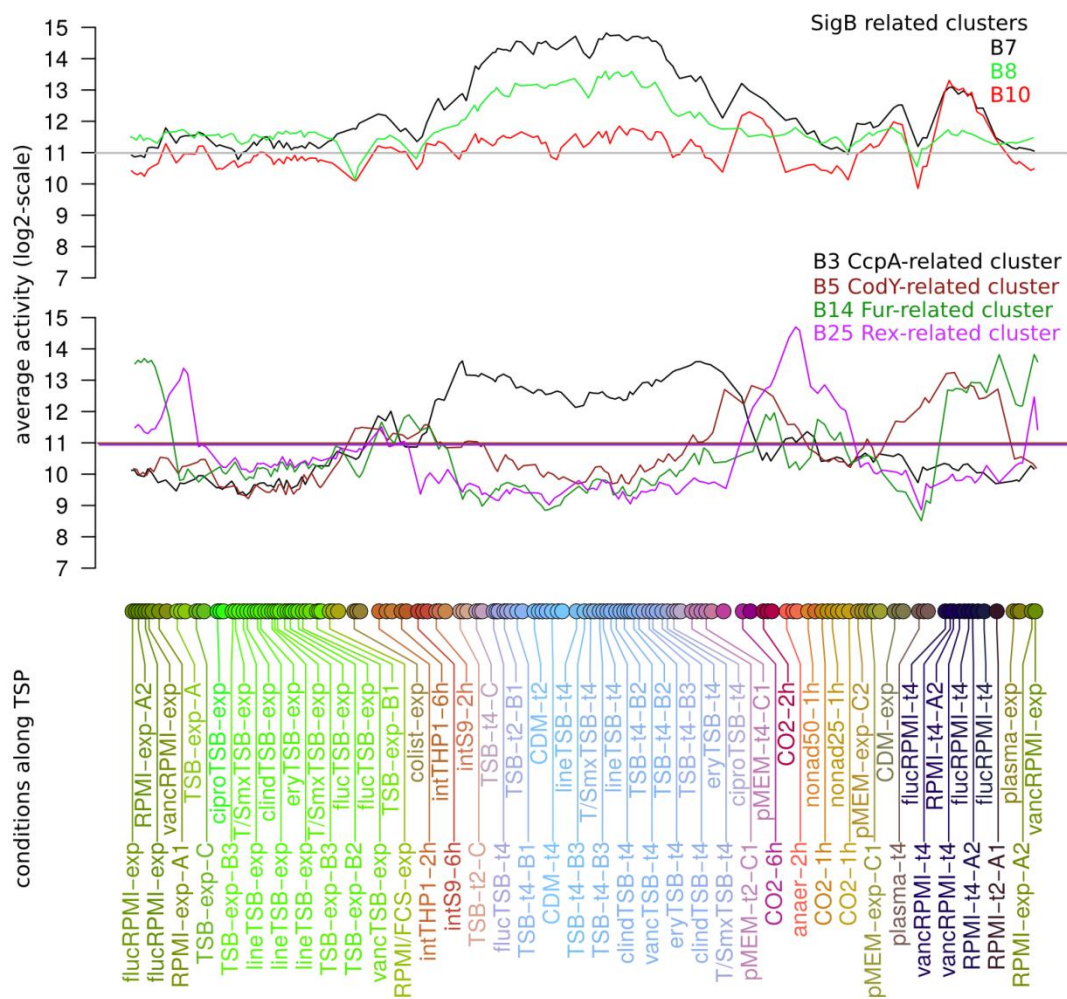 SigB related clusters
B7
B8
B10
15
14
13
12
11
10
9
8
7
average activity (log2-scale)
B3 CcpA-related cluster
B5 CodY-related cluster
B14 Fur-related cluster
B25 Rex-related cluster
15
14
13
12
11
10
9
8
7
conditions along TSP
flucRPMI-exp
RPMI-exp-A2
flucRPMI-exp
vancRPMI-exp
RPMI-exp-A1
TSB-exp-A
TSB-exp-C
ciproTSB-exp
TSB-exp-B3
T/SmxTSB-exp
lineTSB-exp
clindTSB-exp
lineTSB-exp
eryTSB-exp
lineTSB-exp
T/SmxTSB-exp
TSB-exp-B3
flucTSB-exp
TSB-exp-B2
flucTSB-exp
vancTSB-exp
TSB-exp-B1
RPMI/FCS-exp
colist-exp
intTHP1-2h
intTHP1-6h
intS9-6h
intS9-2h
TSB-t2-C
TSB-t4-C
flucTSB-t4
TSB-t2-B1
TSB-t4-B1
CDM-t2
CDM-t4
lineTSB-t4
TSB-t4-B3
T/SmxTSB-t4
TSB-t4-B3
lineTSB-t4
clindTSB-t4
TSB-t4-B2
vancTSB-t4
TSB-t4-B2
eryTSB-t4
TSB-t4-B3
clindTSB-t4
eryTSB-t4
T/SmxTSB-t4
ciproTSB-t4
pMEM-t2-C1
pMEM-t4-C1
CO2-6h
CO2-2h
anaer-2h
nonad50-1h
CO2-1h
nonad25-1h
CO2-1h
pMEM-exp-C2
pMEM-exp-C1
CDM-exp
plasma-t4
flucRPMI-t4
vancRPMI-t4
RPMI-t4-A2
vancRPMI-t4
flucRPMI-t4
RPMI-t4-A2
flucRPMI-t4
RPMI-t2-A1
plasma-exp
RPMI-exp-A2
vancRPMI-exp